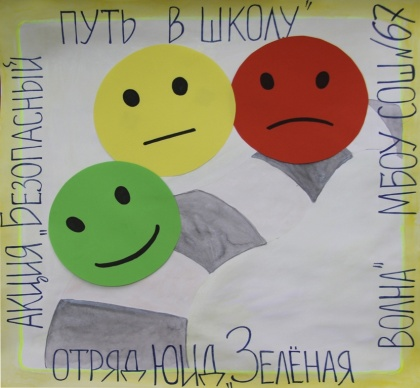 АКЦИЯ „БЕЗОПАСНЫЙ
ПУТЬ В ШКОЛУ"
ОТРЯД ЮИД „ЗЕЛЁНАЯ
ВОЛНА" МБОУ СОШ №67